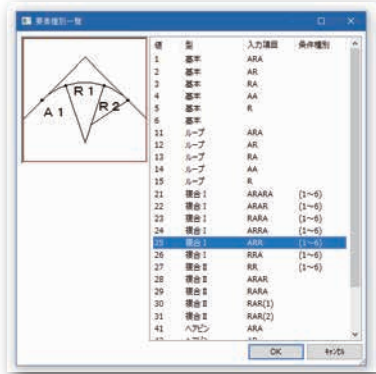 要素種別一覧
A1 R1 R2
値 型 入力項目 条件種別
1 基本 ARA
2 基本 AR
3 基本 RA
4 基本 AA
5 基本 R
6 基本
11 ループ ARA
12 ループ AR
13 ループ RA
14 ループ AA
15 ループ R
21 複合Ⅰ ARARA (1~6)
22 複合Ⅰ ARAR (1~6)
23 複合Ⅰ RARA (1~6)
24 複合Ⅰ ARRA (1~6)
25 複合Ⅰ ARR (1~6)
26 複合Ⅰ RRA (1~6)
27 複合Ⅱ RR (1~6)
28 複合Ⅱ ARAR
29 複合Ⅱ RARA
30 複合Ⅱ RAR(1)
31 複合Ⅱ RAR(2)
41 ヘアピン ARA
OK キャンセル